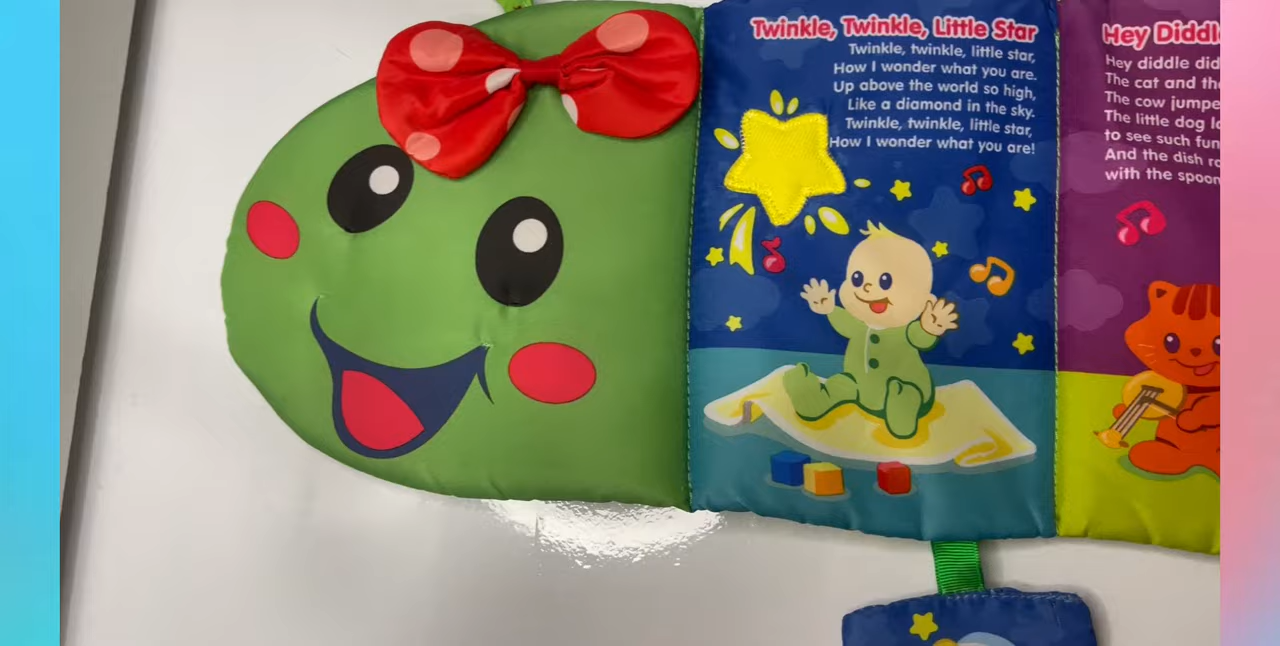 Twinkle, Twinkle, Little Star
Twinkle, twinkle, little star,
How I wonder what you are.
Up above the world so high,
Like a diamond in the sky.
Twinkle, twinkle, little star,
How I wonder what you are!
Hey Diddl
Hey diddle did
The cat and the
The cow jumpe
The little dog l
to see such fun
And the dish r
with the spoon